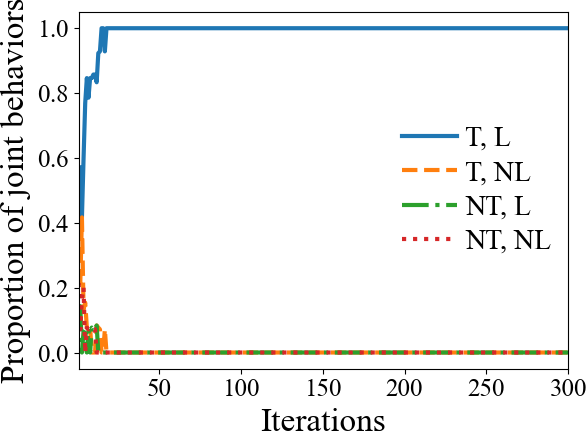 Proportion of joint behaviors
1.0
0.8
0.6
0.4
0.2
0.0
T, L
T, NL
NT, L
NT, NL
50 100 150 200 250 300
Iterations